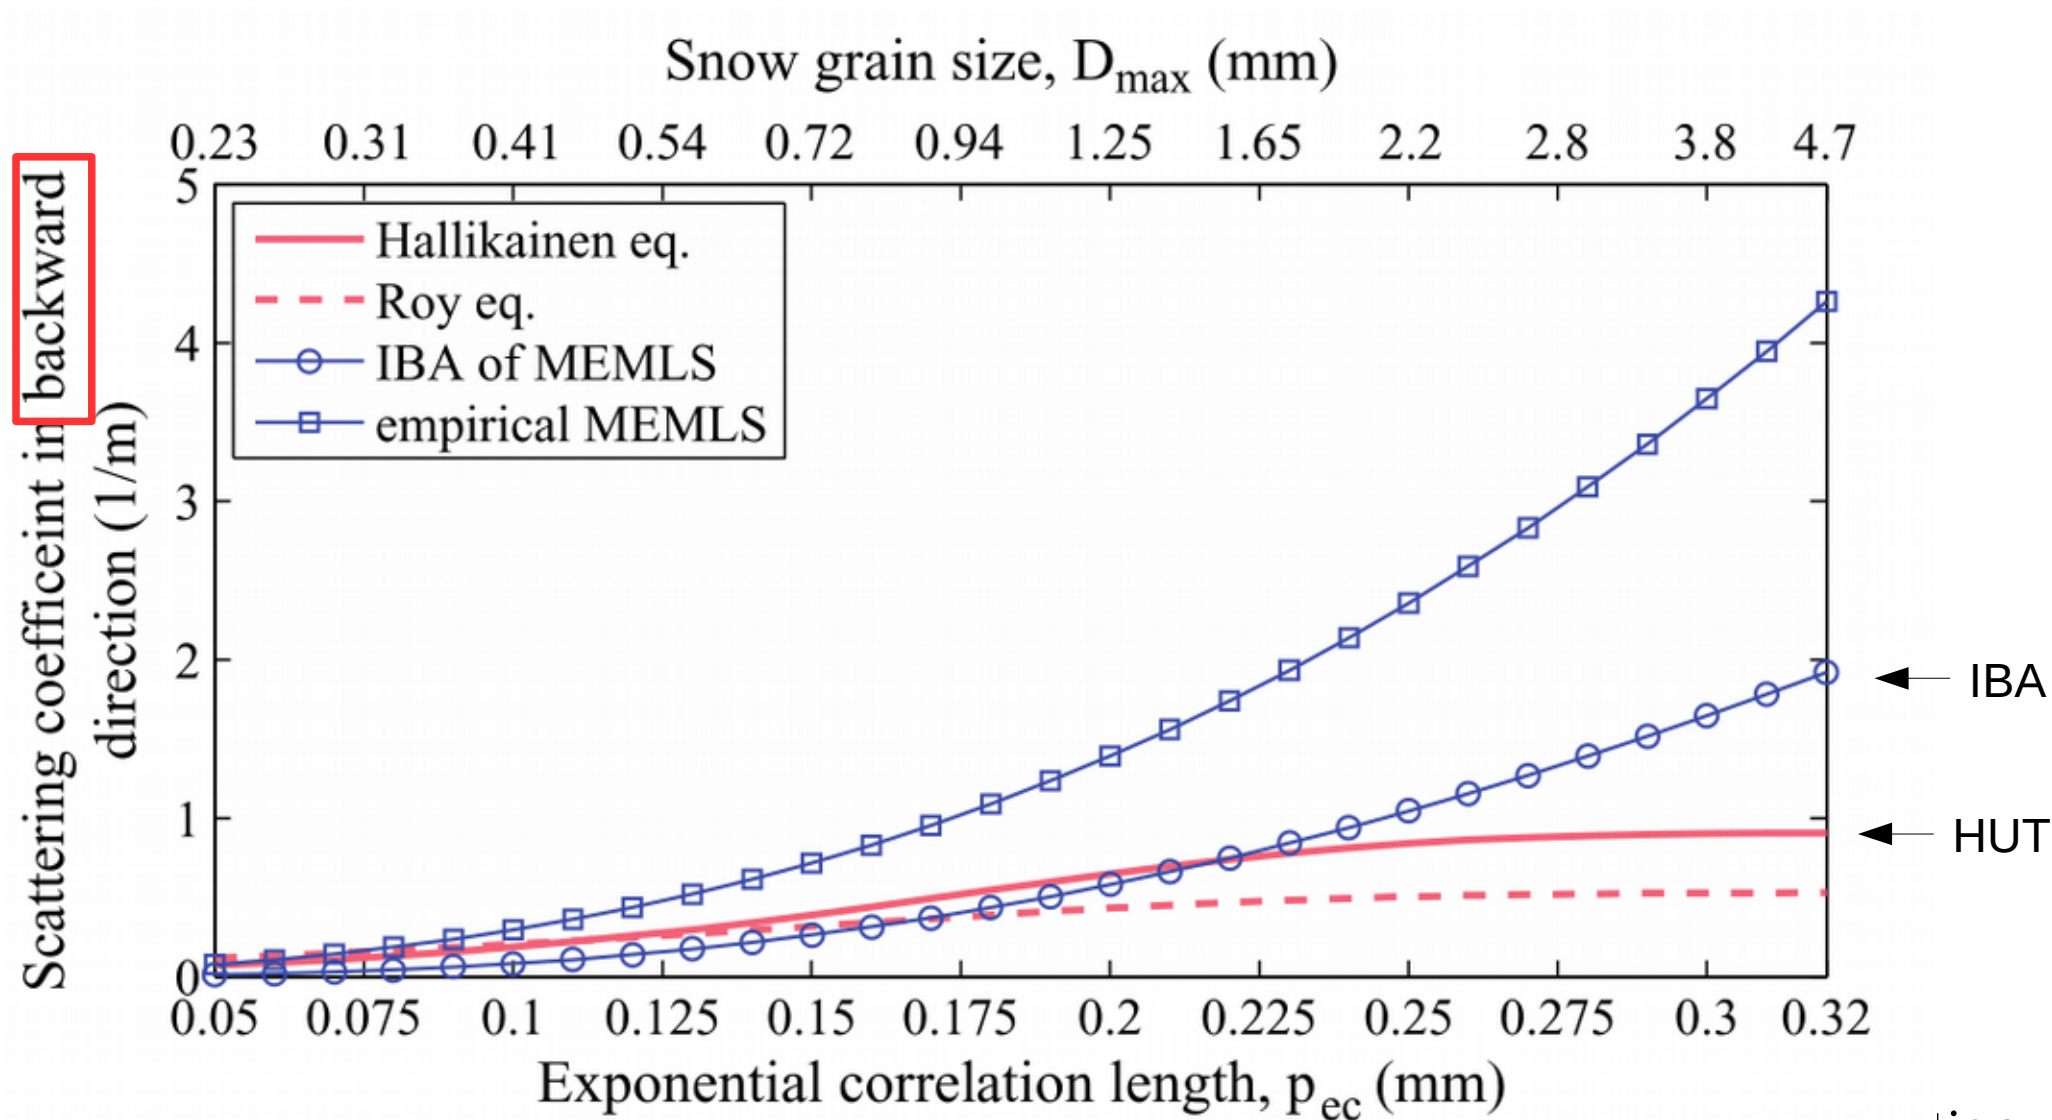 Snow grain size, Dmax (mm)
0.23 0.31 0.41 0.54 0.72 0.94 1.25 1.65 2.2 2.8 3.8 4.7
Scattering coefficeint in backward
direction (1/m)
5
4
3
2
1
0
Hallikainen eq.
Roy eq.
IBA of MEMLS
empirical MEMLS
IBA
HUT
0.05 0.075 0.1 0.125 0.15 0.175 0.2 0.225 0.25 0.275 0.3 0.32
Exponential correlation length, pec (mm)